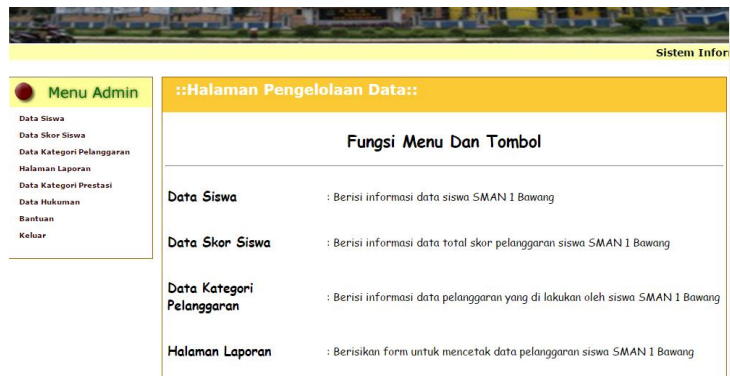 Sistem Infor
Menu Admin
Data Siswa
Data Skor Siswa
Data Kategori Pelanggaran
Halaman Laporan
Data Kategori Prestasi
Data Hukuman
Bantuan
Keluar
::Halaman Pengelolaan Data::
Fungsi Menu Dan Tombol
Data Siswa : Berisi informasi data siswa SMAN 1 Bawang
Data Skor Siswa : Berisi informasi data total skor pelanggaran siswa SMAN 1 Bawang
Data Kategori
Pelanggaran : Berisi informasi data pelanggaran yang di lakukan oleh siswa SMAN 1 Bawang
Halaman Laporan : Berisikan form untuk mencetak data pelanggaran siswa SMAN 1 Bawang